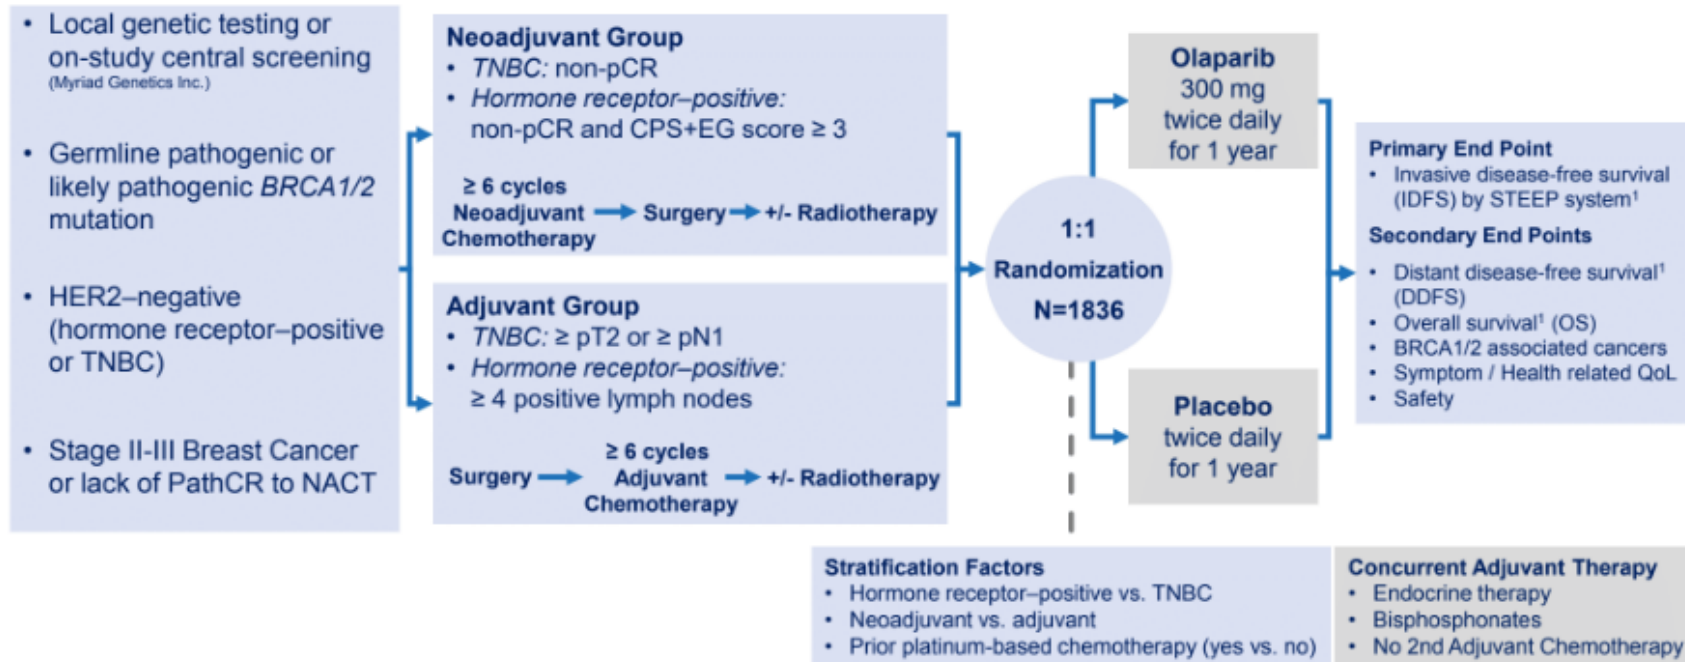 • Local genetic testing or
on-study central screening
(Myriad Genetics Inc.)
• Germline pathogenic or
likely pathogenic BRCA1/2
mutation
• HER2–negative
(hormone receptor–positive
or TNBC)
• Stage II-III Breast Cancer
or lack of PathCR to NACT
Neoadjuvant Group
• TNBC: non-pCR
• Hormone receptor–positive:
non-pCR and CPS+EG score ≥ 3
≥ 6 cycles
Neoadjuvant
Chemotherapy
Surgery
+/- Radiotherapy
Adjuvant Group
• TNBC: ≥ pT2 or ≥ pN1
• Hormone receptor–positive:
≥ 4 positive lymph nodes
Surgery
≥ 6 cycles
Adjuvant
Chemotherapy
+/- Radiotherapy
1:1
Randomization
N=1836
Olaparib
300 mg
twice daily
for 1 year
Placebo
twice daily
for 1 year
Primary End Point
• Invasive disease-free survival
(IDFS) by STEEP system¹
Secondary End Points
• Distant disease-free survival¹
(DDFS)
• Overall survival¹ (OS)
• BRCA1/2 associated cancers
• Symptom / Health related QoL
• Safety
Stratification Factors
• Hormone receptor–positive vs. TNBC
• Neoadjuvant vs. adjuvant
• Prior platinum-based chemotherapy (yes vs. no)
Concurrent Adjuvant Therapy
• Endocrine therapy
• Bisphosphonates
• No 2nd Adjuvant Chemotherapy